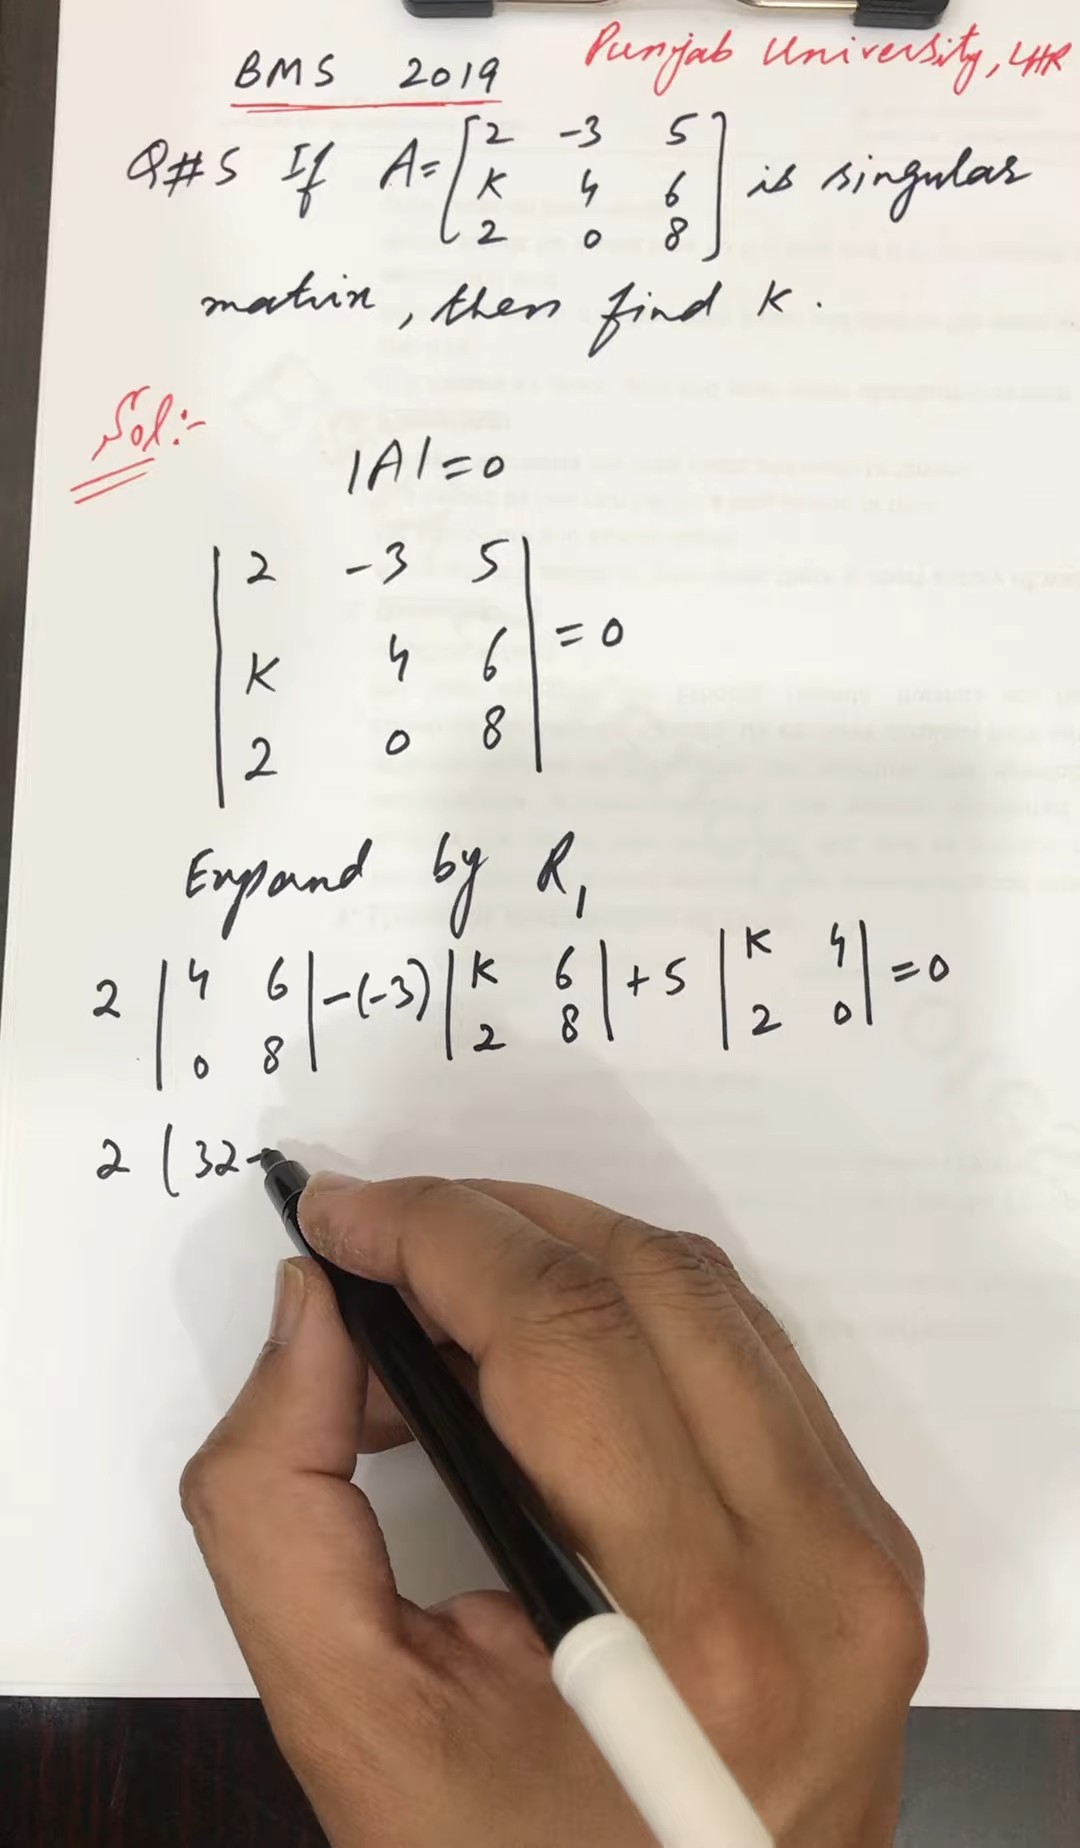 BMS 2019 Punjab University, LHR
Q#5 If A= [2 -3 5
K 4 6
2 0 8] is singular
matrix, then find K.
Sol:-
|A|=0
|2 -3 5|
|K 4 6| =0
|2 0 8|
Expand by R1
2 |4 6| -(-3) |K 6| +5 |K 4| =0
|0 8| |2 8| |2 0|
2 (32-